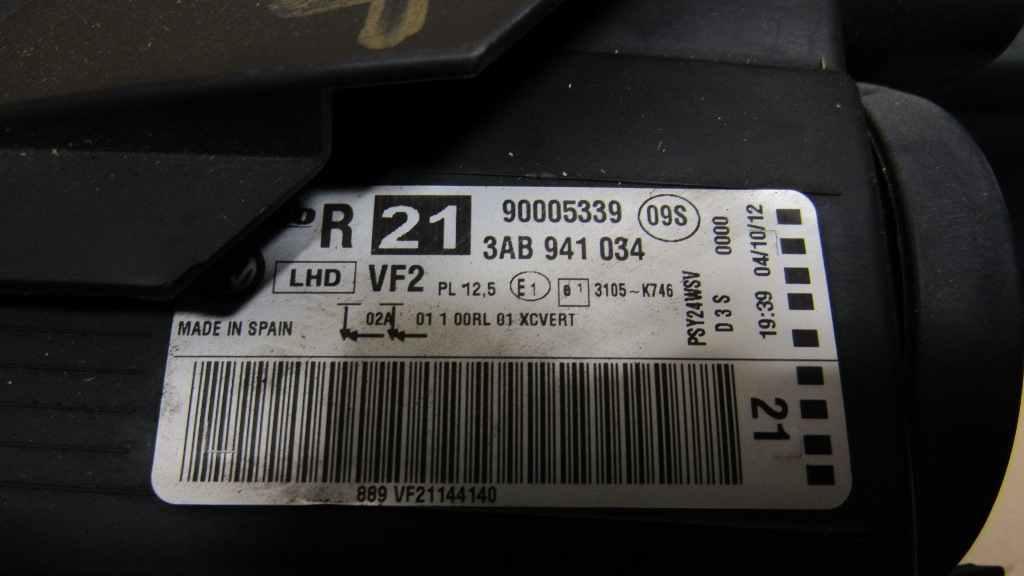 R 21 90005339 09S
3AB 941 034
LHD VF2 PL 12,5 E1 e1 3105-K746
02A 01 1 00RL 01 XCVERT
MADE IN SPAIN
PSY24WSV 0000
D3S
19:39 04/10/12
21
889 VF21144140